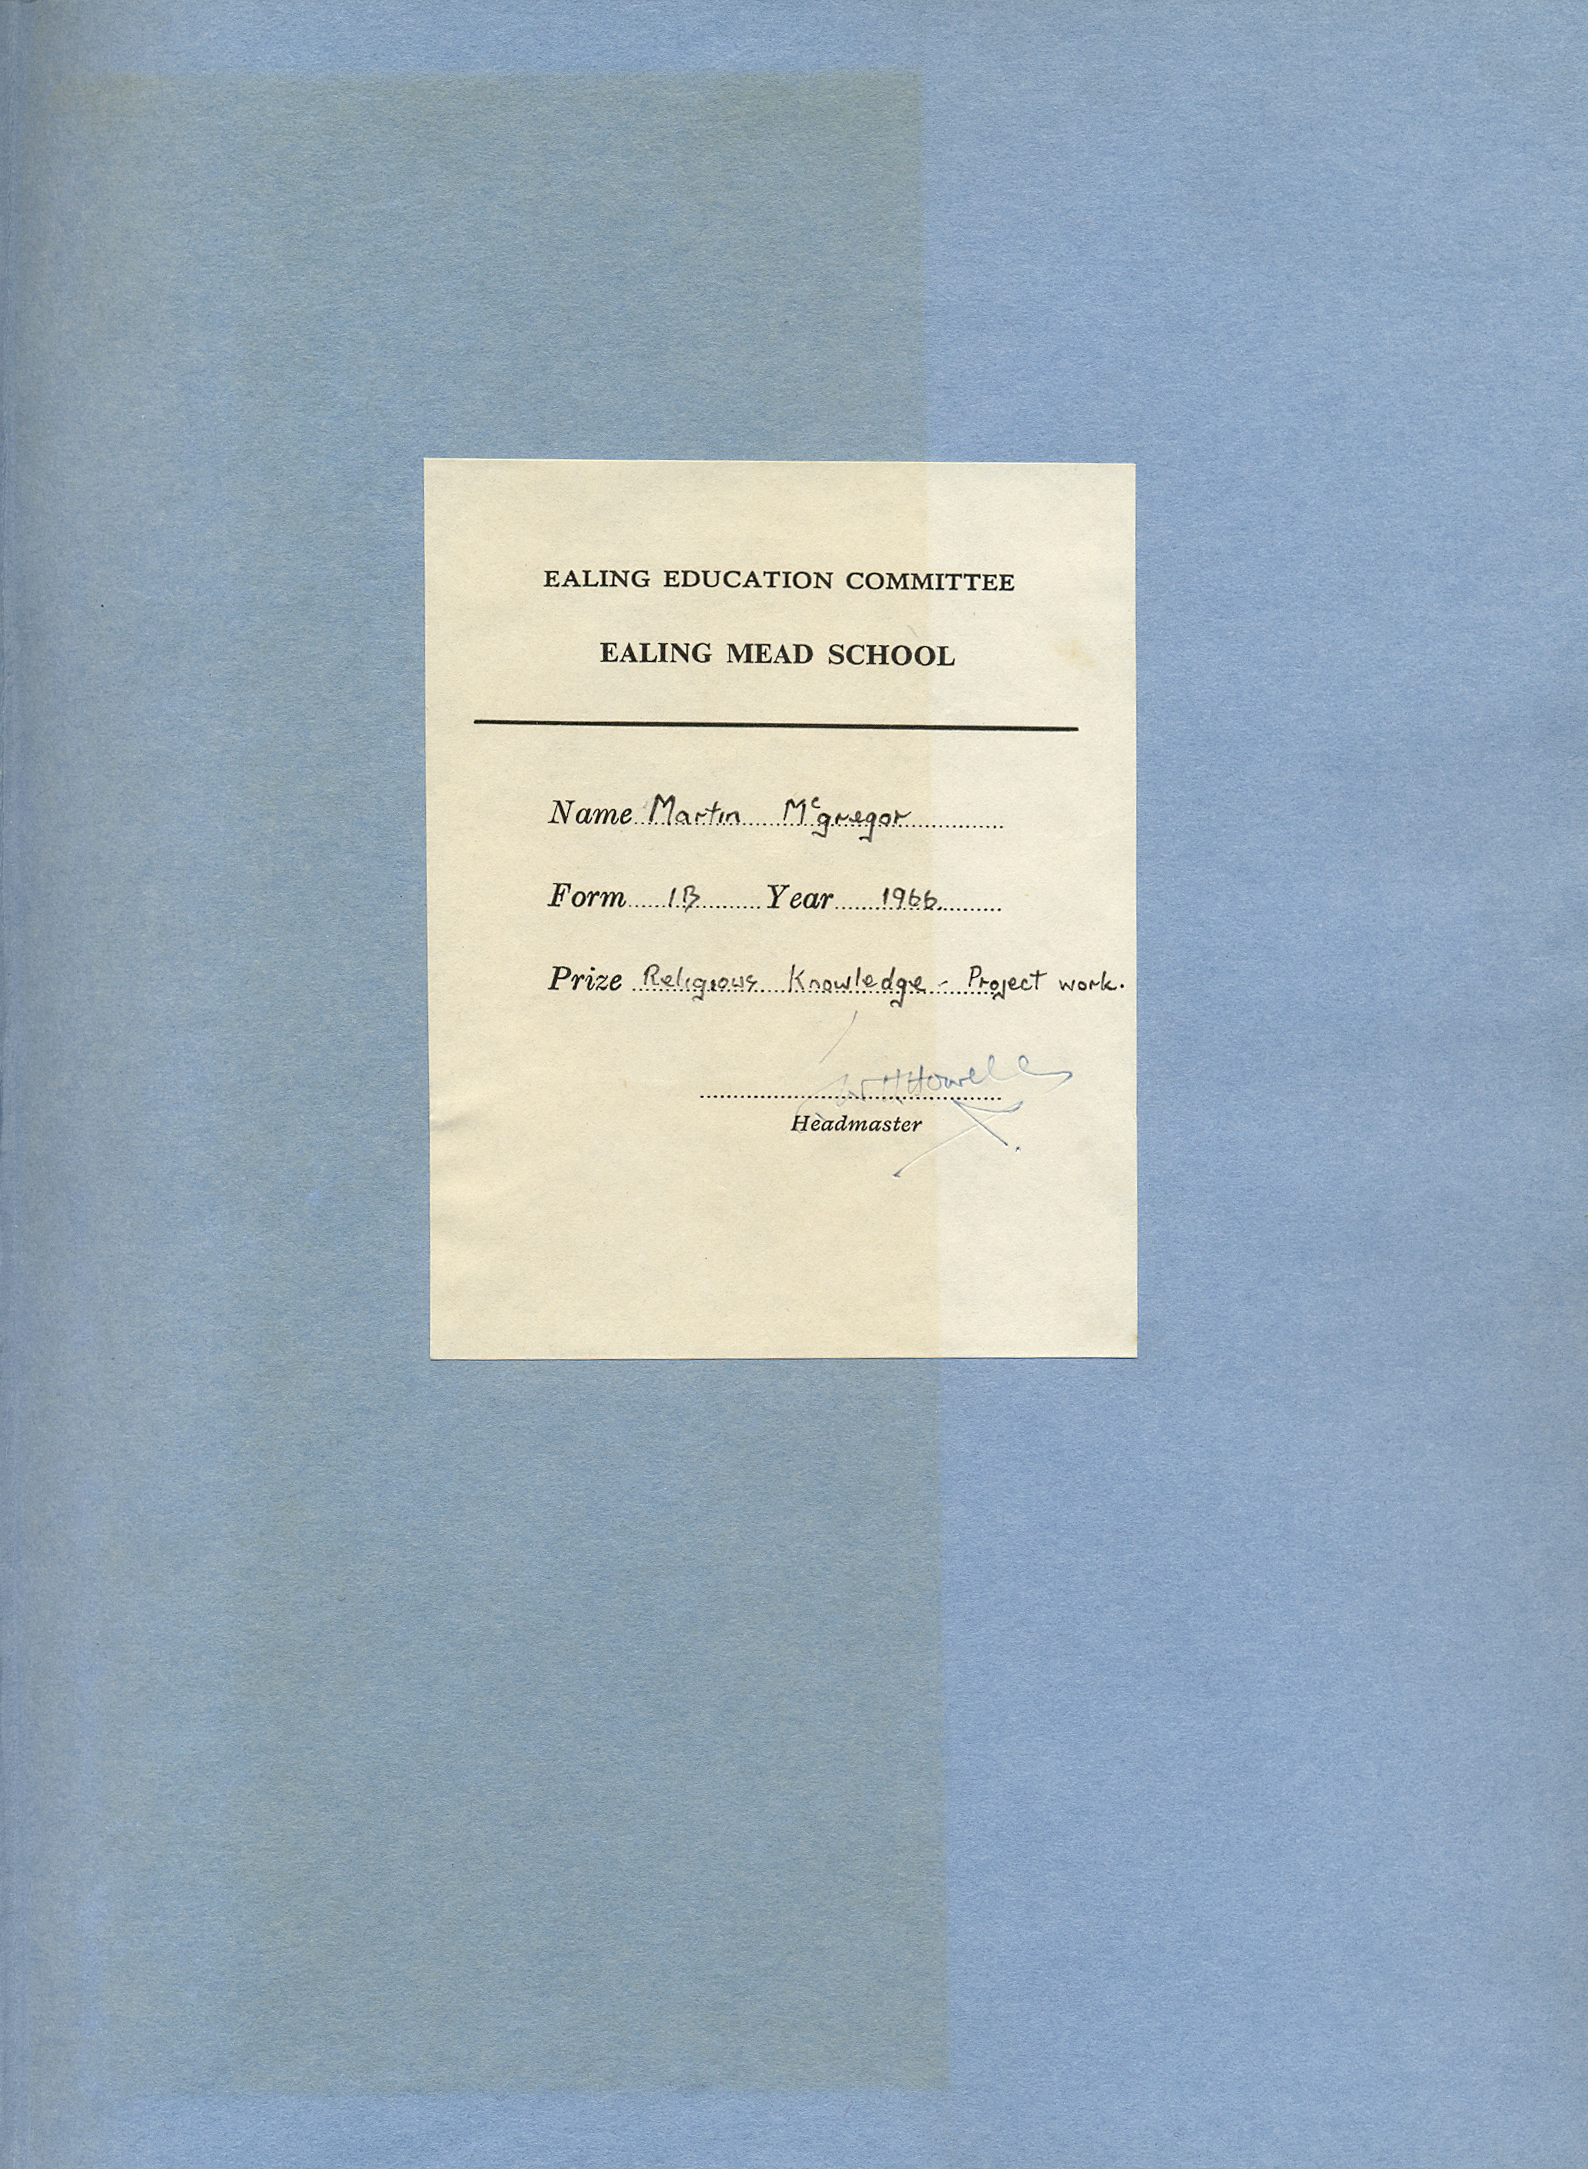 EALING EDUCATION COMMITTEE
EALING MEAD SCHOOL
Name Martin Mᶜgregor
Form 1B Year 1966.
Prize Religious Knowledge - Project work.
Howells
Headmaster